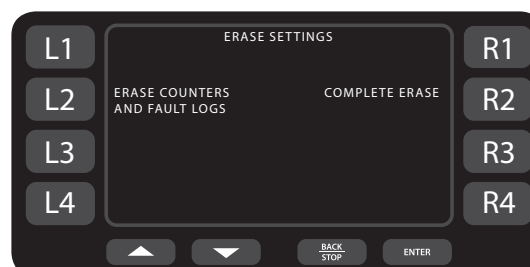 ERASE SETTINGS
L1
R1
L2
ERASE COUNTERS
AND FAULT LOGS
COMPLETE ERASE
R2
L3
R3
L4
R4
BACK
STOP
ENTER